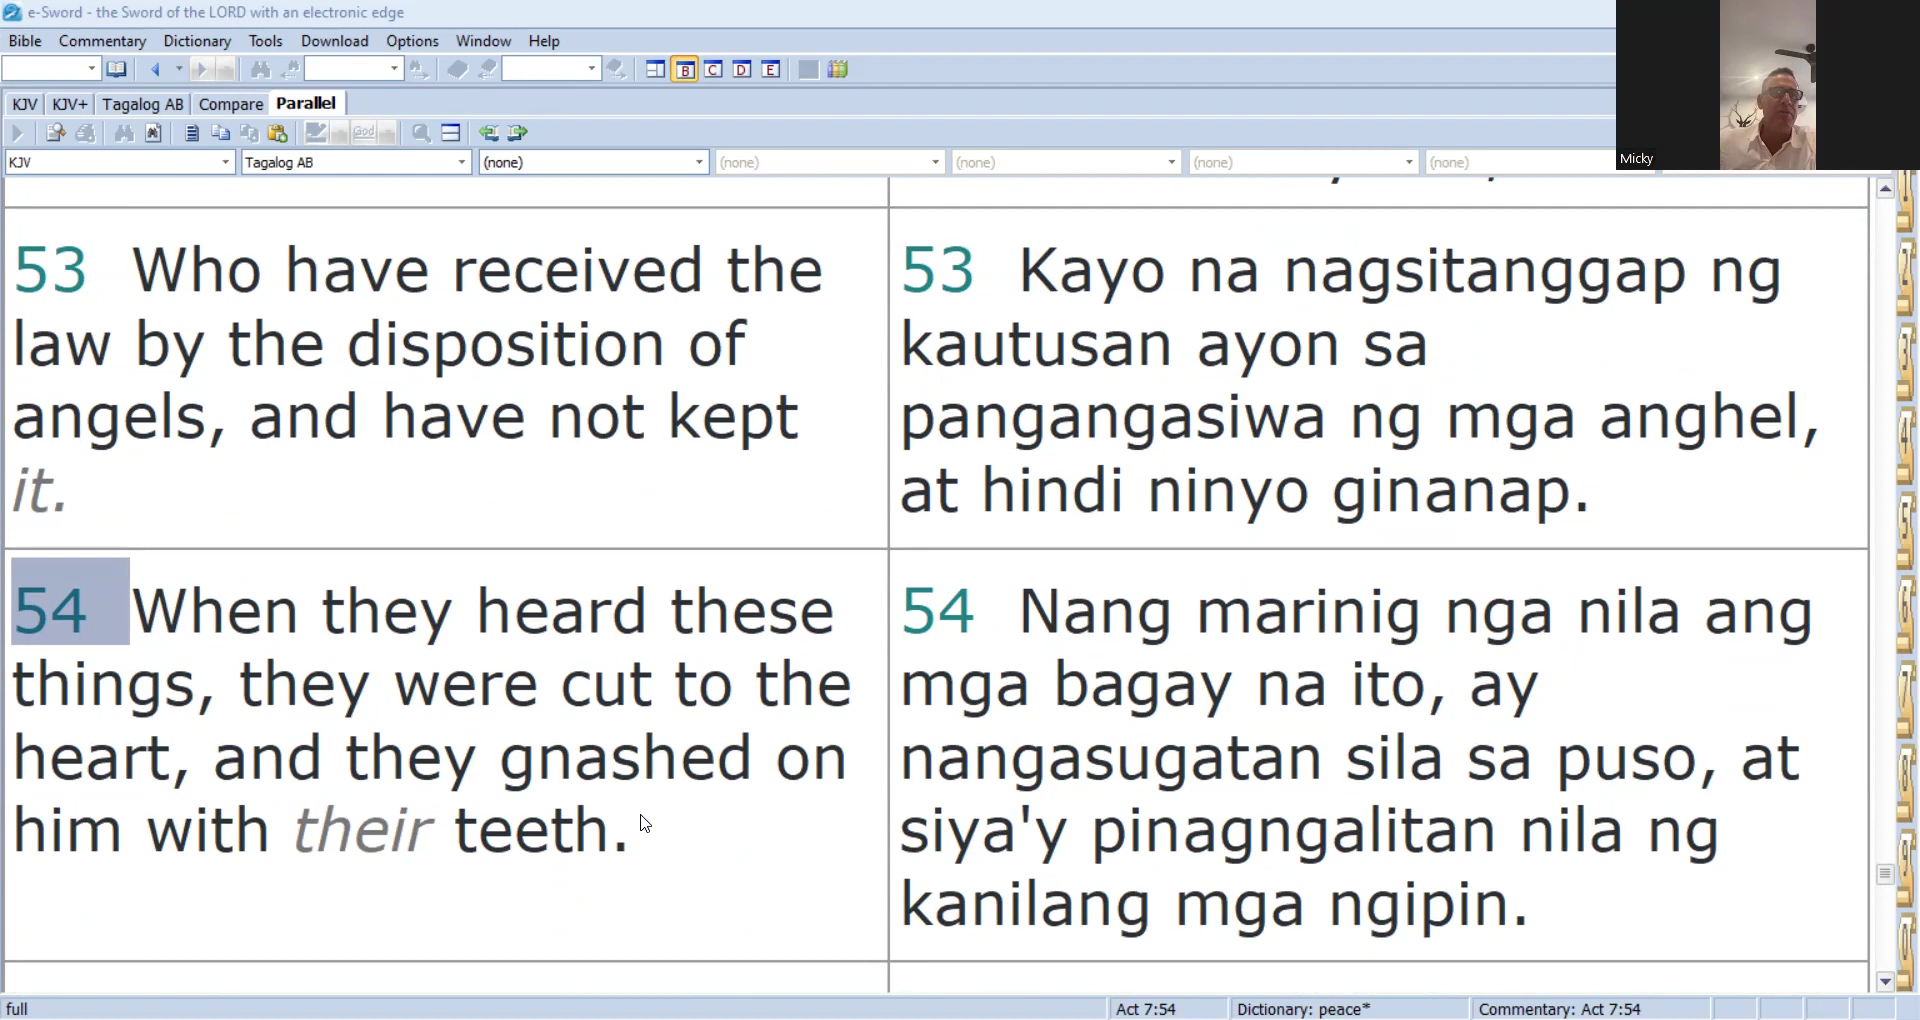 e-Sword - the Sword of the LORD with an electronic edge
Bible Commentary Dictionary Tools Download Options Window Help
B C D E
KJV KJV+ Tagalog AB Compare Parallel
God
KJV Tagalog AB (none) (none) (none) (none) (none)
Micky
53 Who have received the
law by the disposition of
angels, and have not kept
it.
53 Kayo na nagsitanggap ng
kautusan ayon sa
pangangasiwa ng mga anghel,
at hindi ninyo ginanap.
54 When they heard these
things, they were cut to the
heart, and they gnashed on
him with their teeth.
54 Nang marinig nga nila ang
mga bagay na ito, ay
nangasugatan sila sa puso, at
siya'y pinagngalitan nila ng
kanilang mga ngipin.
full Act 7:54 Dictionary: peace* Commentary: Act 7:54